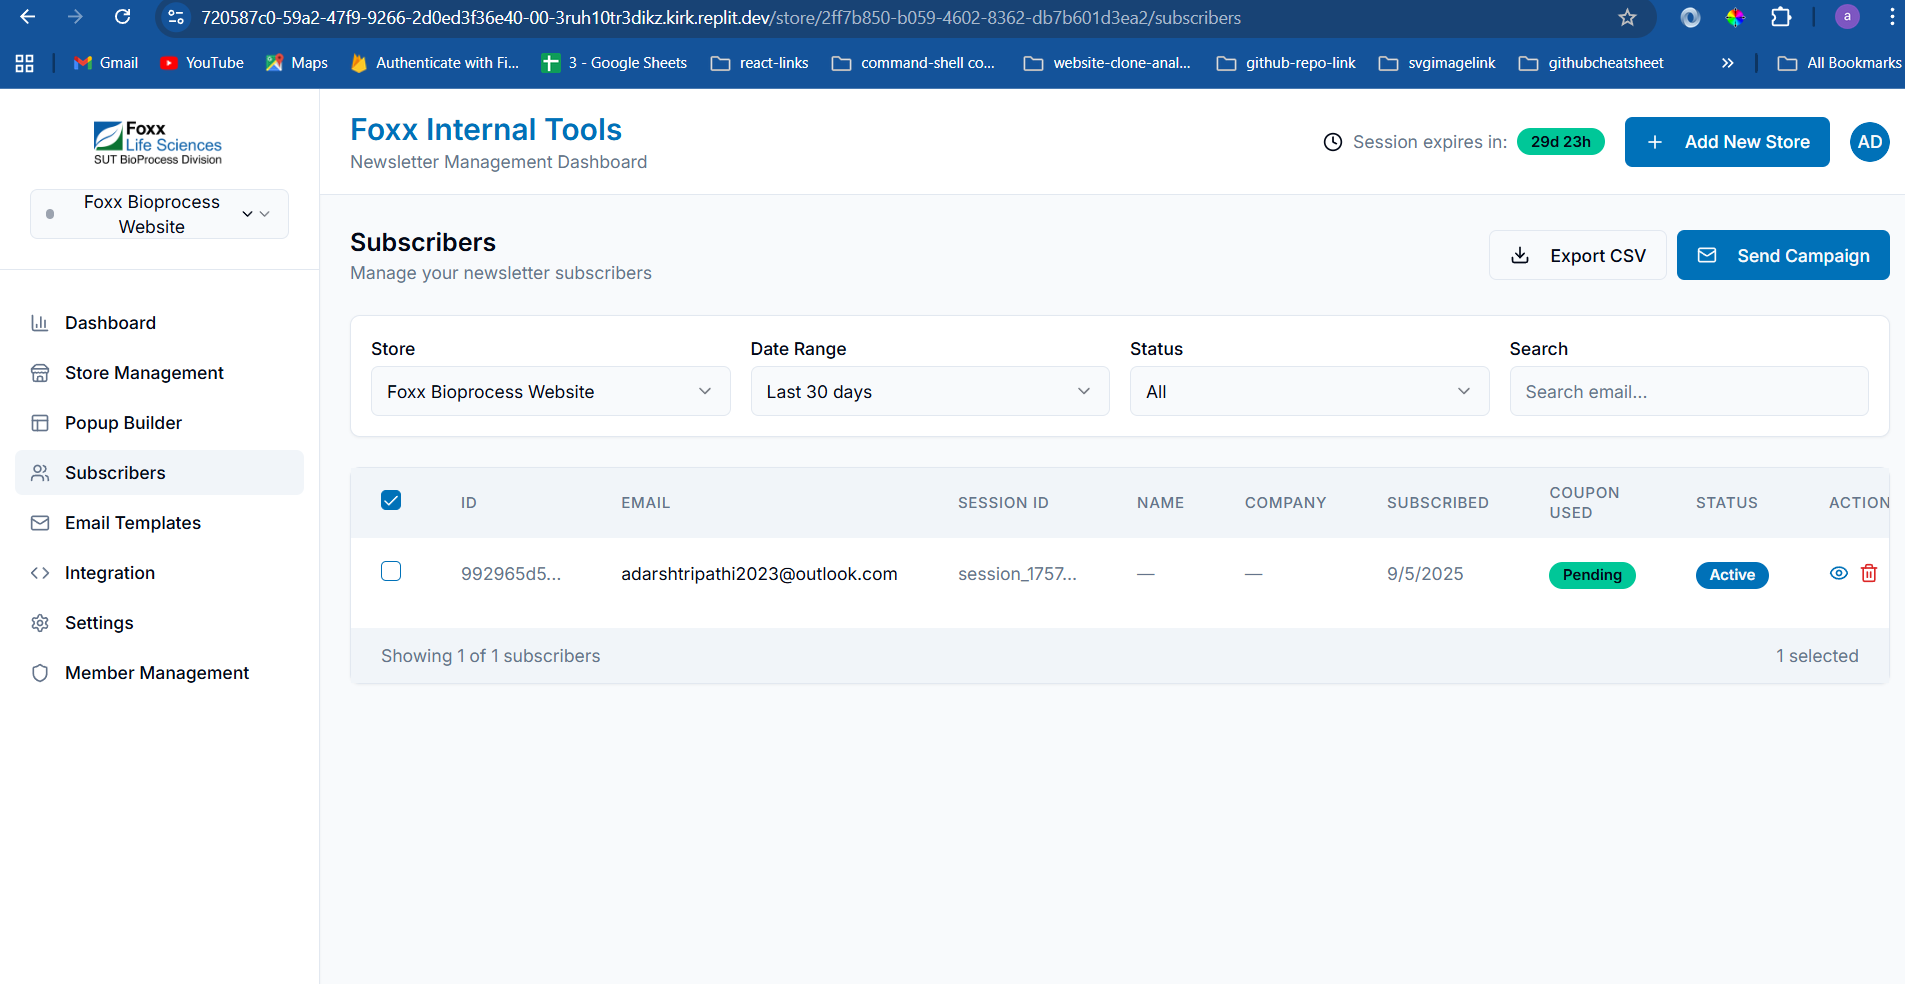 720587c0-59a2-47f9-9266-2d0ed3f36e40-00-3ruh10tr3dikz.kirk.replit.dev/store/2ff7b850-b059-4602-8362-db7b601d3ea2/subscribers
a
Gmail
YouTube
Maps
Authenticate with Fi...
3 - Google Sheets
react-links
command-shell co...
website-clone-anal...
github-repo-link
svgimagelink
githubcheatsheet
All Bookmarks
Foxx
Life Sciences
SUT BioProcess Division
Foxx Bioprocess
Website
Dashboard
Store Management
Popup Builder
Subscribers
Email Templates
Integration
Settings
Member Management
Foxx Internal Tools
Newsletter Management Dashboard
Session expires in: 29d 23h
Add New Store
AD
Subscribers
Manage your newsletter subscribers
Export CSV
Send Campaign
Store
Date Range
Status
Search
Foxx Bioprocess Website
Last 30 days
All
Search email...
ID EMAIL SESSION ID NAME COMPANY SUBSCRIBED COUPON USED STATUS ACTION
992965d5... adarshtripathi2023@outlook.com session_1757... — — 9/5/2025 Pending Active
Showing 1 of 1 subscribers
1 selected